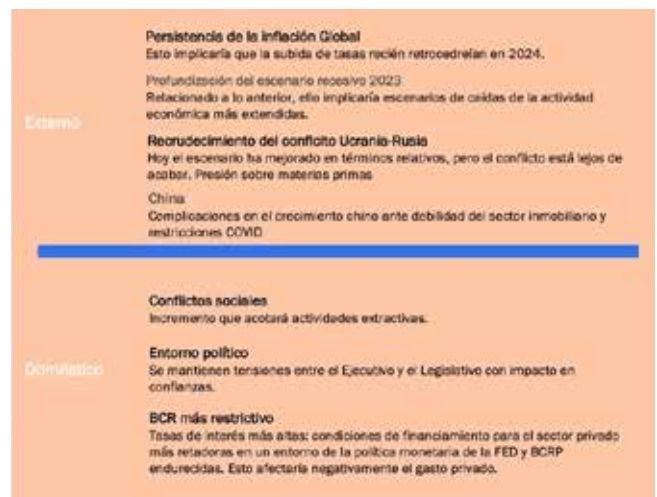 Persistencia de la inflación Global
Esto implicaría que la subida de tasas recién retrocedreían en 2024.
Profundización del escenario recesivo 2023
Relacionado a lo anterior, ello implicaría escenarios de caídas de la actividad
económica más extendidas.
Externo
Recrudecimiento del conflicito Ucrania-Rusia
Hoy el escenario ha mejorado en términos relativos, pero el conflicto está lejos de
acabar. Presión sobre materias primas
China
Complicaciones en el crecimiento chino ante debilidad del sector inmobiliario y
restricciones COVID
Conflictos sociales
Incremento que acotará actividades extractivas.
Entorno político
Doméstico
Se mantienen tensiones entre el Ejecutivo y el Legislativo con impacto en
confianzas.
BCR más restrictivo
Tasas de interés más altas: condiciones de financiamiento para el sector privado
más retadoras en un entorno de la política monetaria de la FED y BCRP
endurecidas. Esto afectaría negativamente el gasto privado.